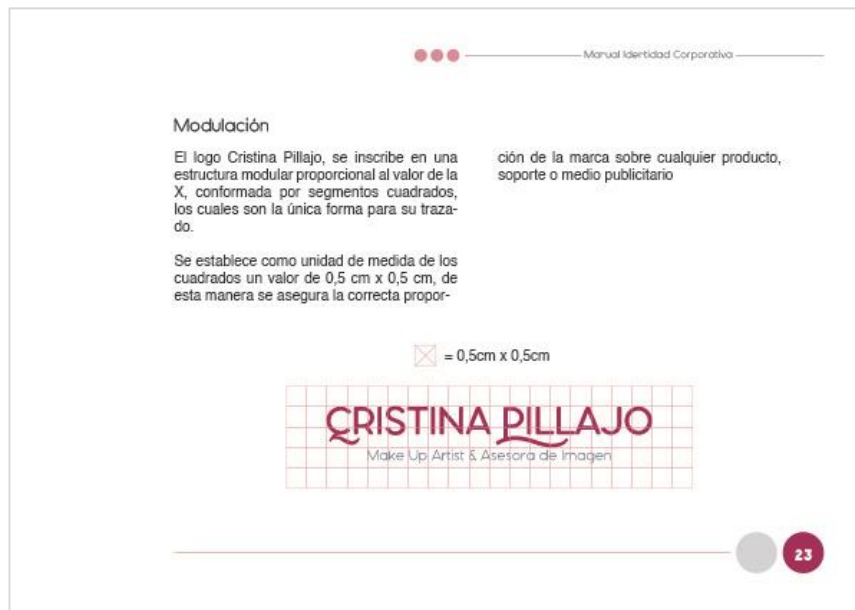 Manual Identidad Corporativa
Modulación
El logo Cristina Pillajo, se inscribe en una
estructura modular proporcional al valor de la
X, conformada por segmentos cuadrados,
los cuales son la única forma para su traza-
do.
Se establece como unidad de medida de los
cuadrados un valor de 0,5 cm x 0,5 cm, de
esta manera se asegura la correcta propor-
ción de la marca sobre cualquier producto,
soporte o medio publicitario
= 0,5cm x 0,5cm
CRISTINA PILLAJO
Make Up Artist & Asesora de Imagen
23